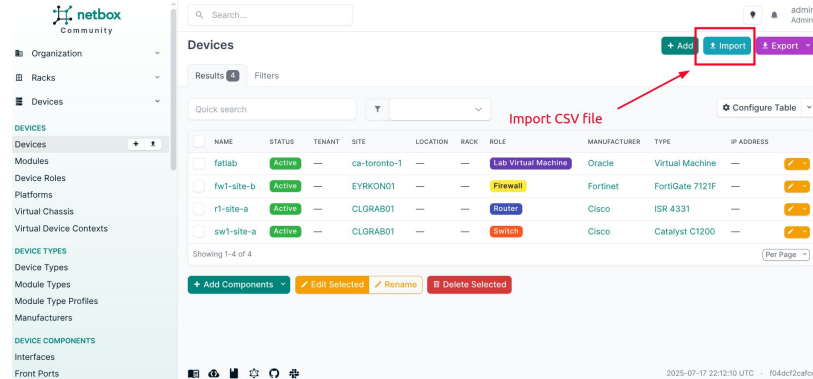 netbox
Community
Search...
admin
Admin
Organization
Racks
Devices
DEVICES
Devices
Modules
Device Roles
Platforms
Virtual Chassis
Virtual Device Contexts
DEVICE TYPES
Device Types
Module Types
Module Type Profiles
Manufacturers
DEVICE COMPONENTS
Interfaces
Front Ports
Devices
+ Add Import Export
Results 4 Filters
Quick search
Import CSV file
Configure Table
NAME STATUS TENANT SITE LOCATION RACK ROLE MANUFACTURER TYPE IP ADDRESS
fatlab Active — ca-toronto-1 — — Lab Virtual Machine Oracle Virtual Machine —
fw1-site-b Active — EYRKON01 — — Firewall Fortinet FortiGate 7121F —
r1-site-a Active — CLGRAB01 — — Router Cisco ISR 4331 —
sw1-site-a Active — CLGRAB01 — — Switch Cisco Catalyst C1200 —
Showing 1-4 of 4
Per Page
+ Add Components Edit Selected Rename Delete Selected
2025-07-17 22:12:10 UTC · f04dcf2cafcd